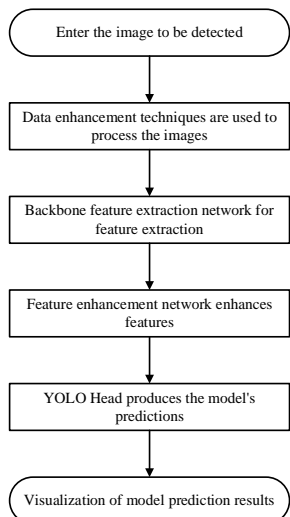 Enter the image to be detected
Data enhancement techniques are used to
process the images
Backbone feature extraction network for
feature extraction
Feature enhancement network enhances
features
YOLO Head produces the model's
predictions
Visualization of model prediction results